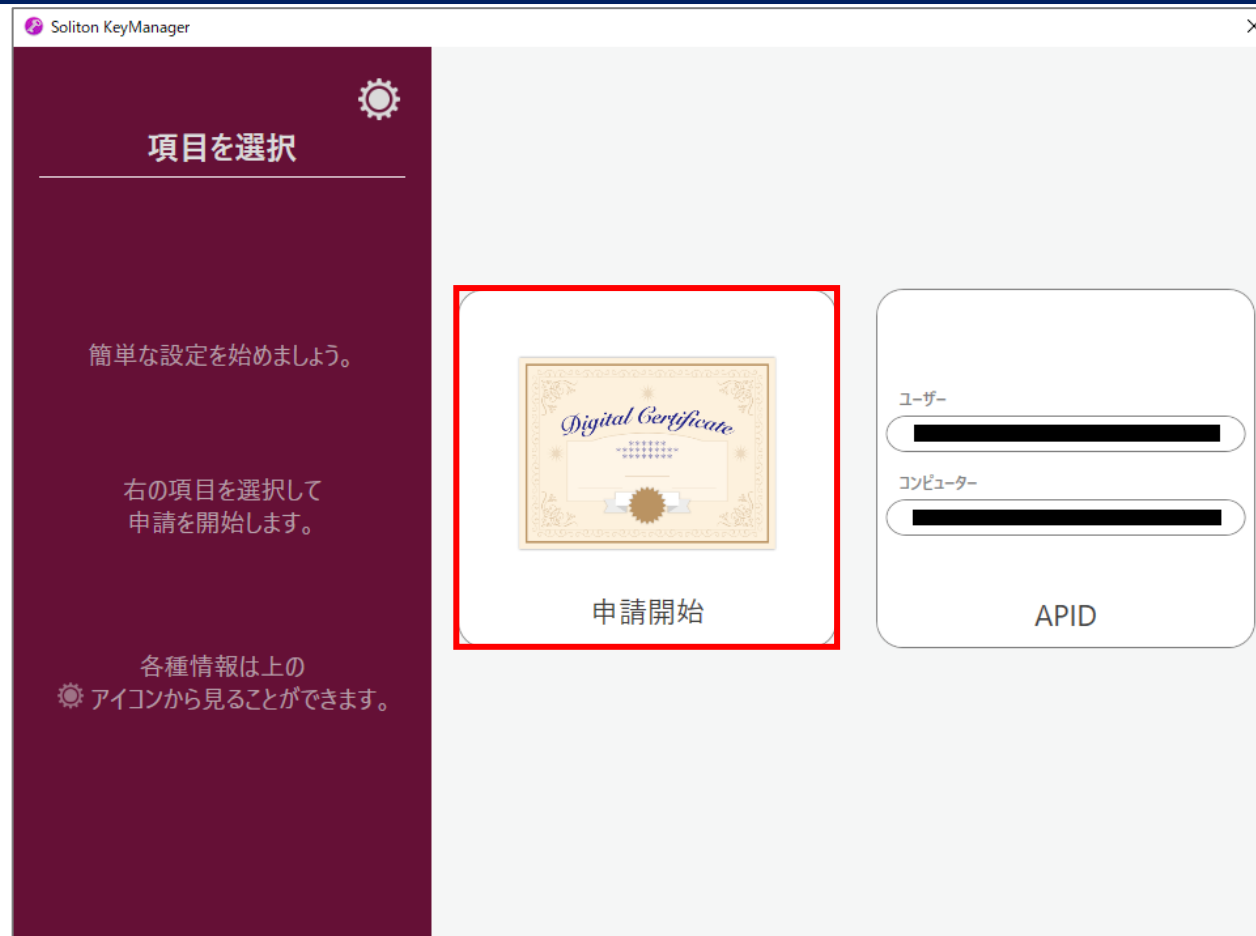 Soliton KeyManager
項目を選択
簡単な設定を始めましょう。
右の項目を選択して
申請を開始します。
各種情報は上の
アイコンから見ることができます。
Digital Certificate
******
**********
********
申請開始
ユーザー
コンピューター
APID